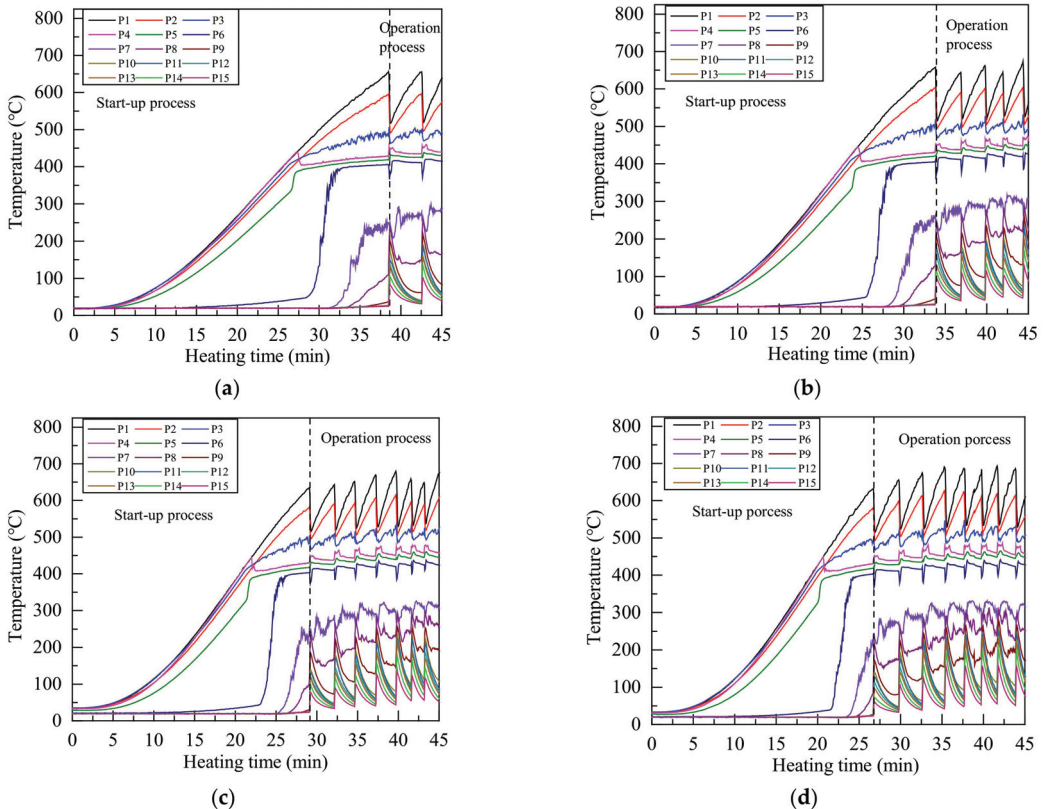 800
700
600
500
400
300
200
100
0
Temperature (°C)
P1 P2 P3
P4 P5 P6
P7 P8 P9
P10 P11 P12
P13 P14 P15
Operation
process
Start-up process
0 5 10 15 20 25 30 35 40 45
Heating time (min)
(a)
800
700
600
500
400
300
200
100
0
Temperature (°C)
P1 P2 P3
P4 P5 P6
P7 P8 P9
P10 P11 P12
P13 P14 P15
Operation
process
Start-up process
0 5 10 15 20 25 30 35 40 45
Heating time (min)
(b)
800
700
600
500
400
300
200
100
0
Temperature (°C)
P1 P2 P3
P4 P5 P6
P7 P8 P9
P10 P11 P12
P13 P14 P15
Operation process
Start-up process
0 5 10 15 20 25 30 35 40 45
Heating time (min)
(c)
800
700
600
500
400
300
200
100
0
Temperature (°C)
P1 P2 P3
P4 P5 P6
P7 P8 P9
P10 P11 P12
P13 P14 P15
Operation porcess
Start-up porcess
0 5 10 15 20 25 30 35 40 45
Heating time (min)
(d)